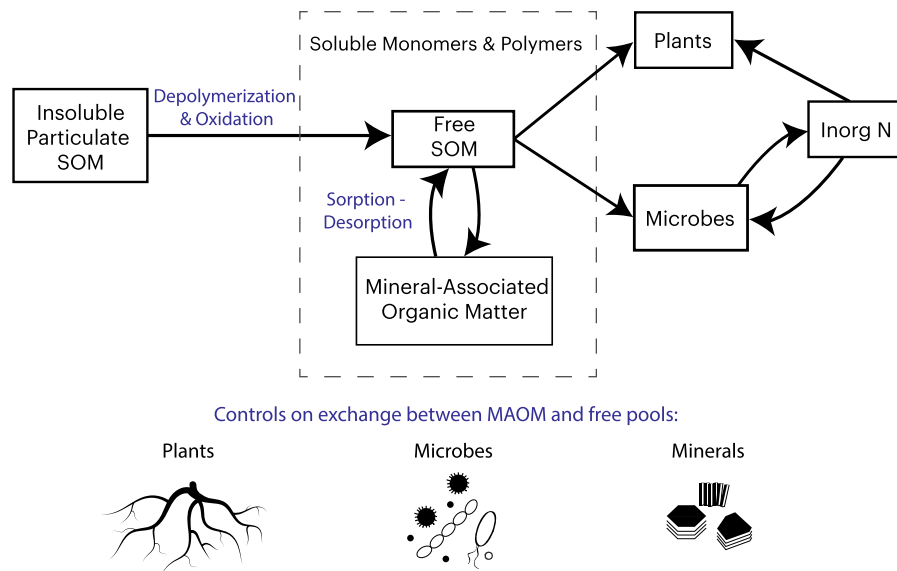 Soluble Monomers & Polymers
Plants
Depolymerization
& Oxidation
Insoluble
Particulate
SOM
Free
SOM
Inorg N
Sorption -
Desorption
Microbes
Mineral-Associated
Organic Matter
Controls on exchange between MAOM and free pools:
Plants
Microbes
Minerals